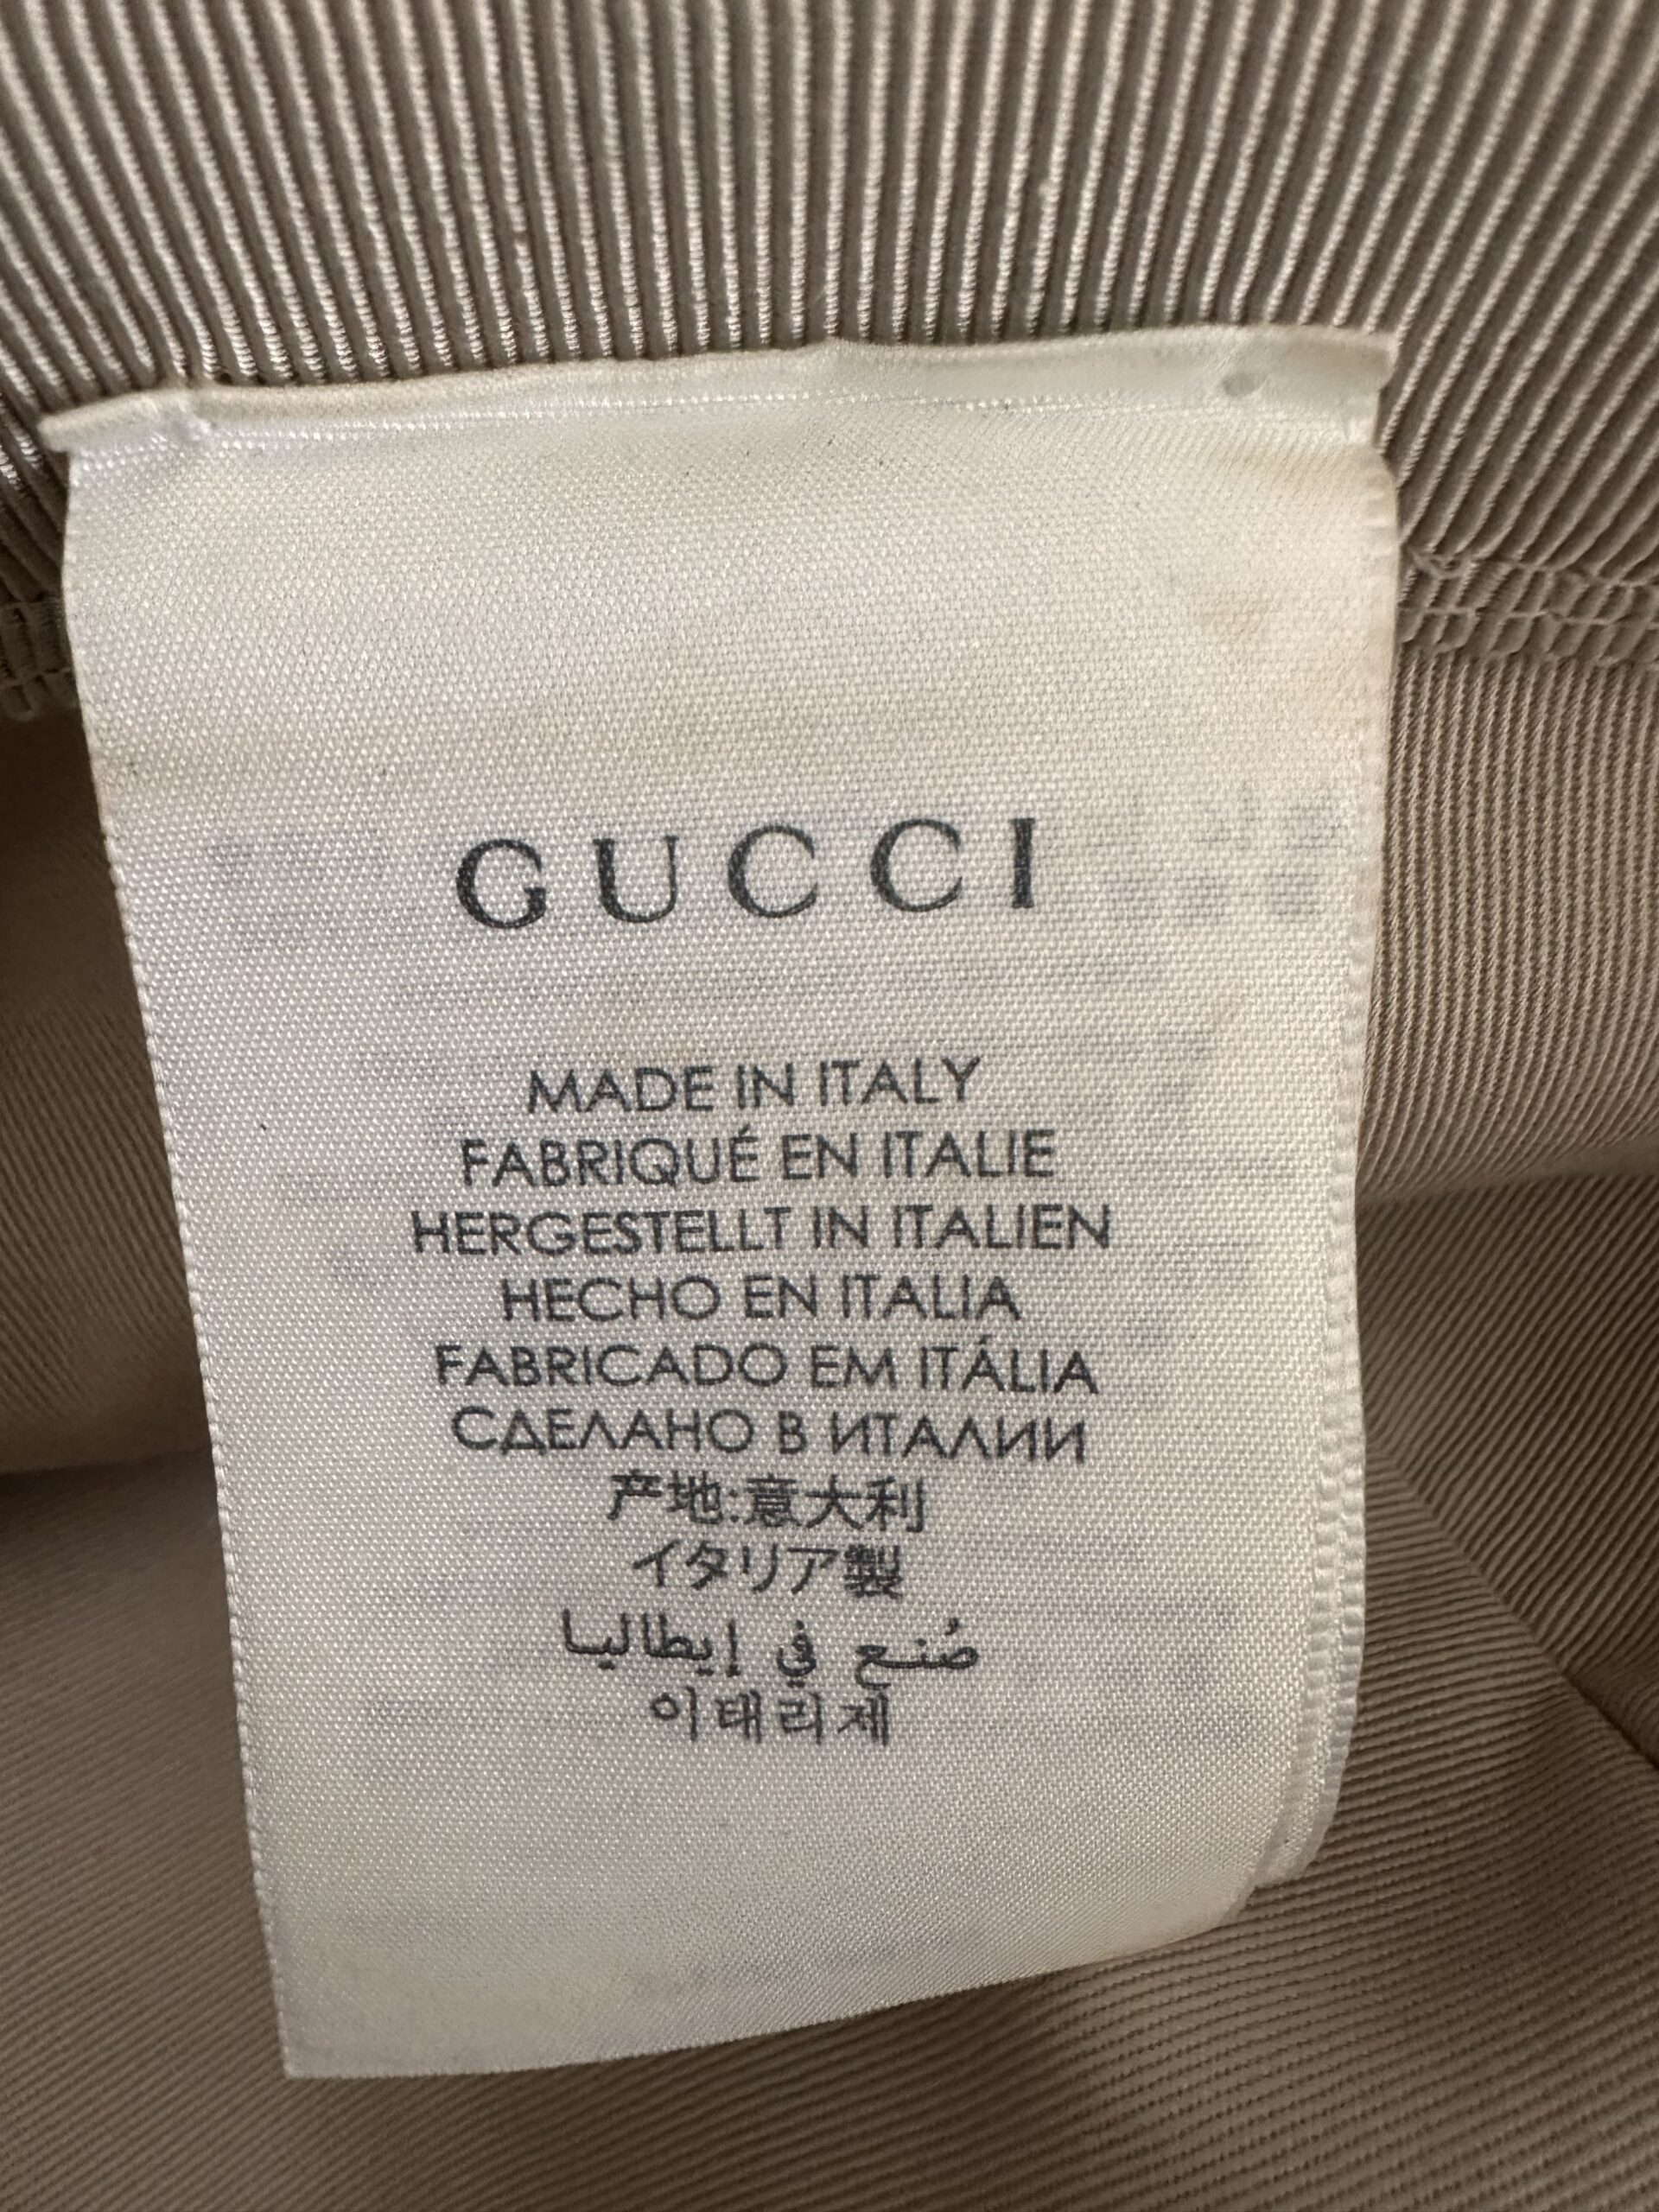 GUCCI
MADE IN ITALY
FABRIQUÉ EN ITALIE
HERGESTELLT IN ITALIEN
HECHO EN ITALIA
FABRICADO EM ITÁLIA
СДЕЛАНО В ИТАЛИИ
产地:意大利
イタリア製
صُنع في إيطاليا
이태리제